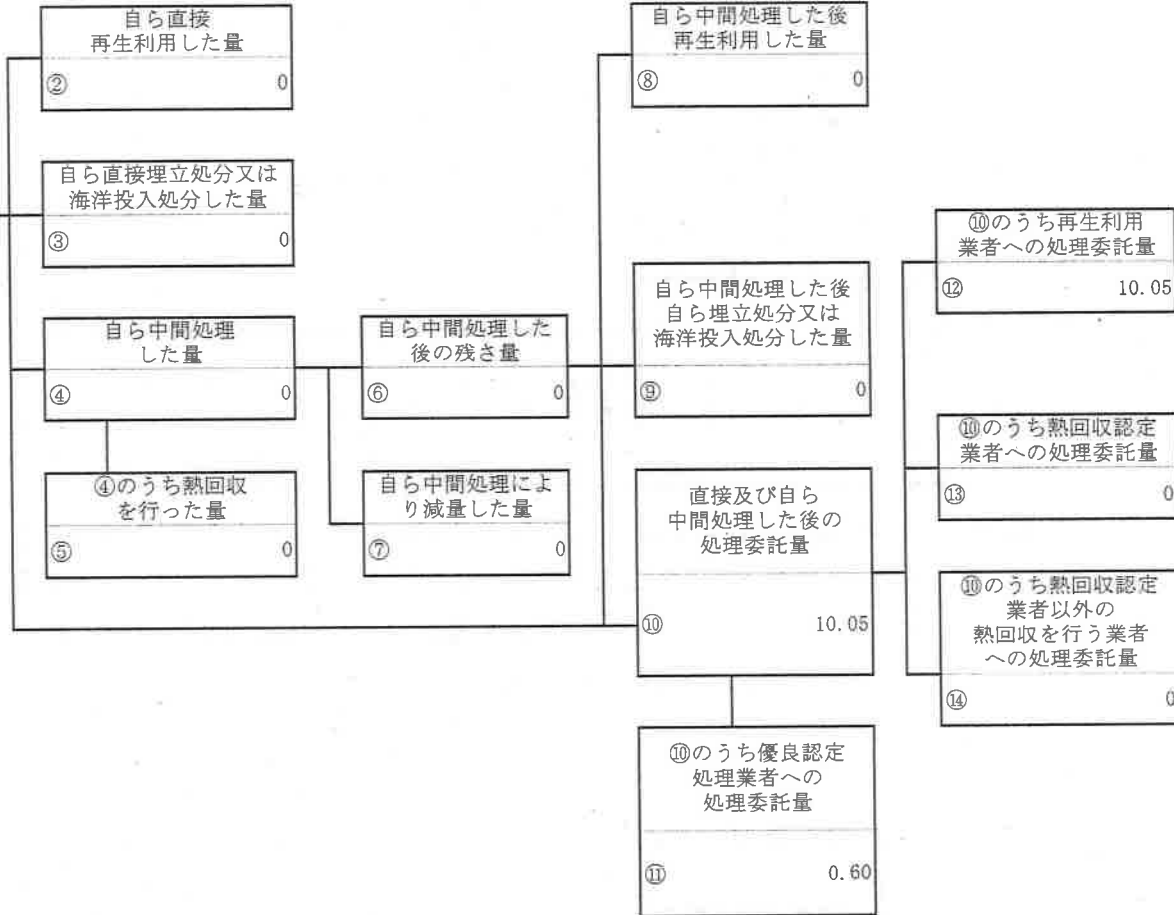 自ら直接
再生利用した量
② 0
自ら直接埋立処分又は
海洋投入処分した量
③ 0
自ら中間処理
した量
④ 0
④のうち熱回収
を行った量
⑤ 0
自ら中間処理した
後の残さ量
⑥ 0
自ら中間処理によ
り減量した量
⑦ 0
自ら中間処理した後
再生利用した量
⑧ 0
自ら中間処理した後
自ら埋立処分又は
海洋投入処分した量
⑨ 0
直接及び自ら
中間処理した後の
処理委託量
⑩ 10.05
⑩のうち優良認定
処理業者への
処理委託量
⑪ 0.60
⑩のうち再生利用
業者への処理委託量
⑫ 10.05
⑩のうち熱回収認定
業者への処理委託量
⑬ 0
⑩のうち熱回収認定
業者以外の
熱回収を行う業者
への処理委託量
⑭ 0